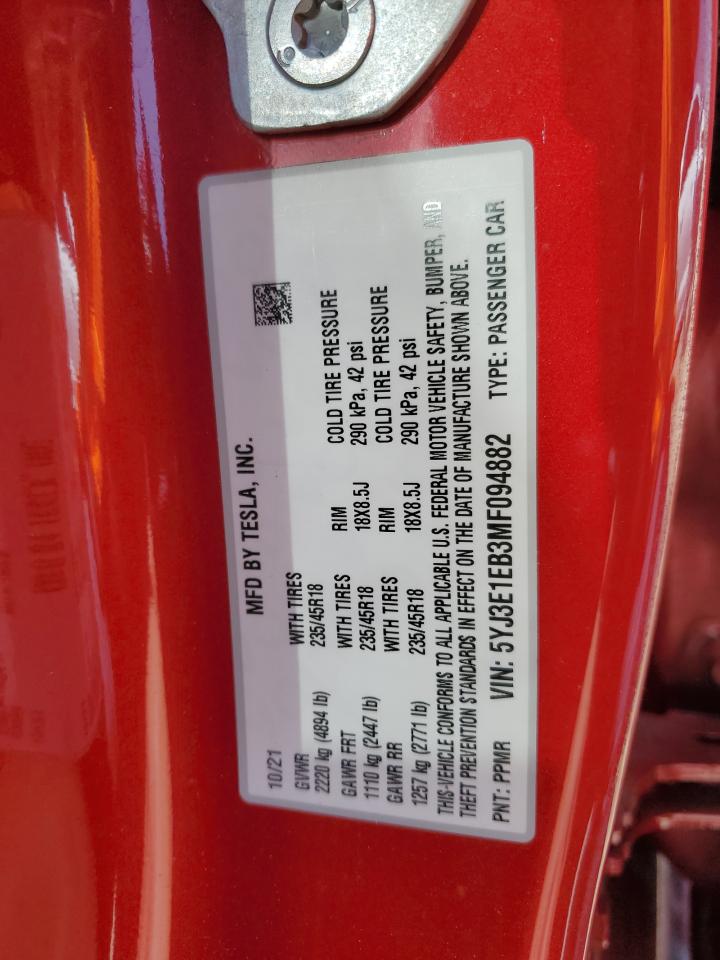 MFD BY TESLA, INC.
10/21
GVWR WITH TIRES
2220 kg (4894 lb) 235/45R18
GAWR FRT WITH TIRES RIM COLD TIRE PRESSURE
1110 kg (2447 lb) 235/45R18 18X8.5J 290 kPa, 42 psi
GAWR RR WITH TIRES RIM COLD TIRE PRESSURE
1257 kg (2771 lb) 235/45R18 18X8.5J 290 kPa, 42 psi
THIS-VEHICLE CONFORMS TO ALL APPLICABLE U.S. FEDERAL MOTOR VEHICLE SAFETY, BUMPER, AND
THEFT PREVENTION STANDARDS IN EFFECT ON THE DATE OF MANUFACTURE SHOWN ABOVE.
PNT: PPMR VIN: 5YJ3E1EB3MF094882 TYPE: PASSENGER CAR